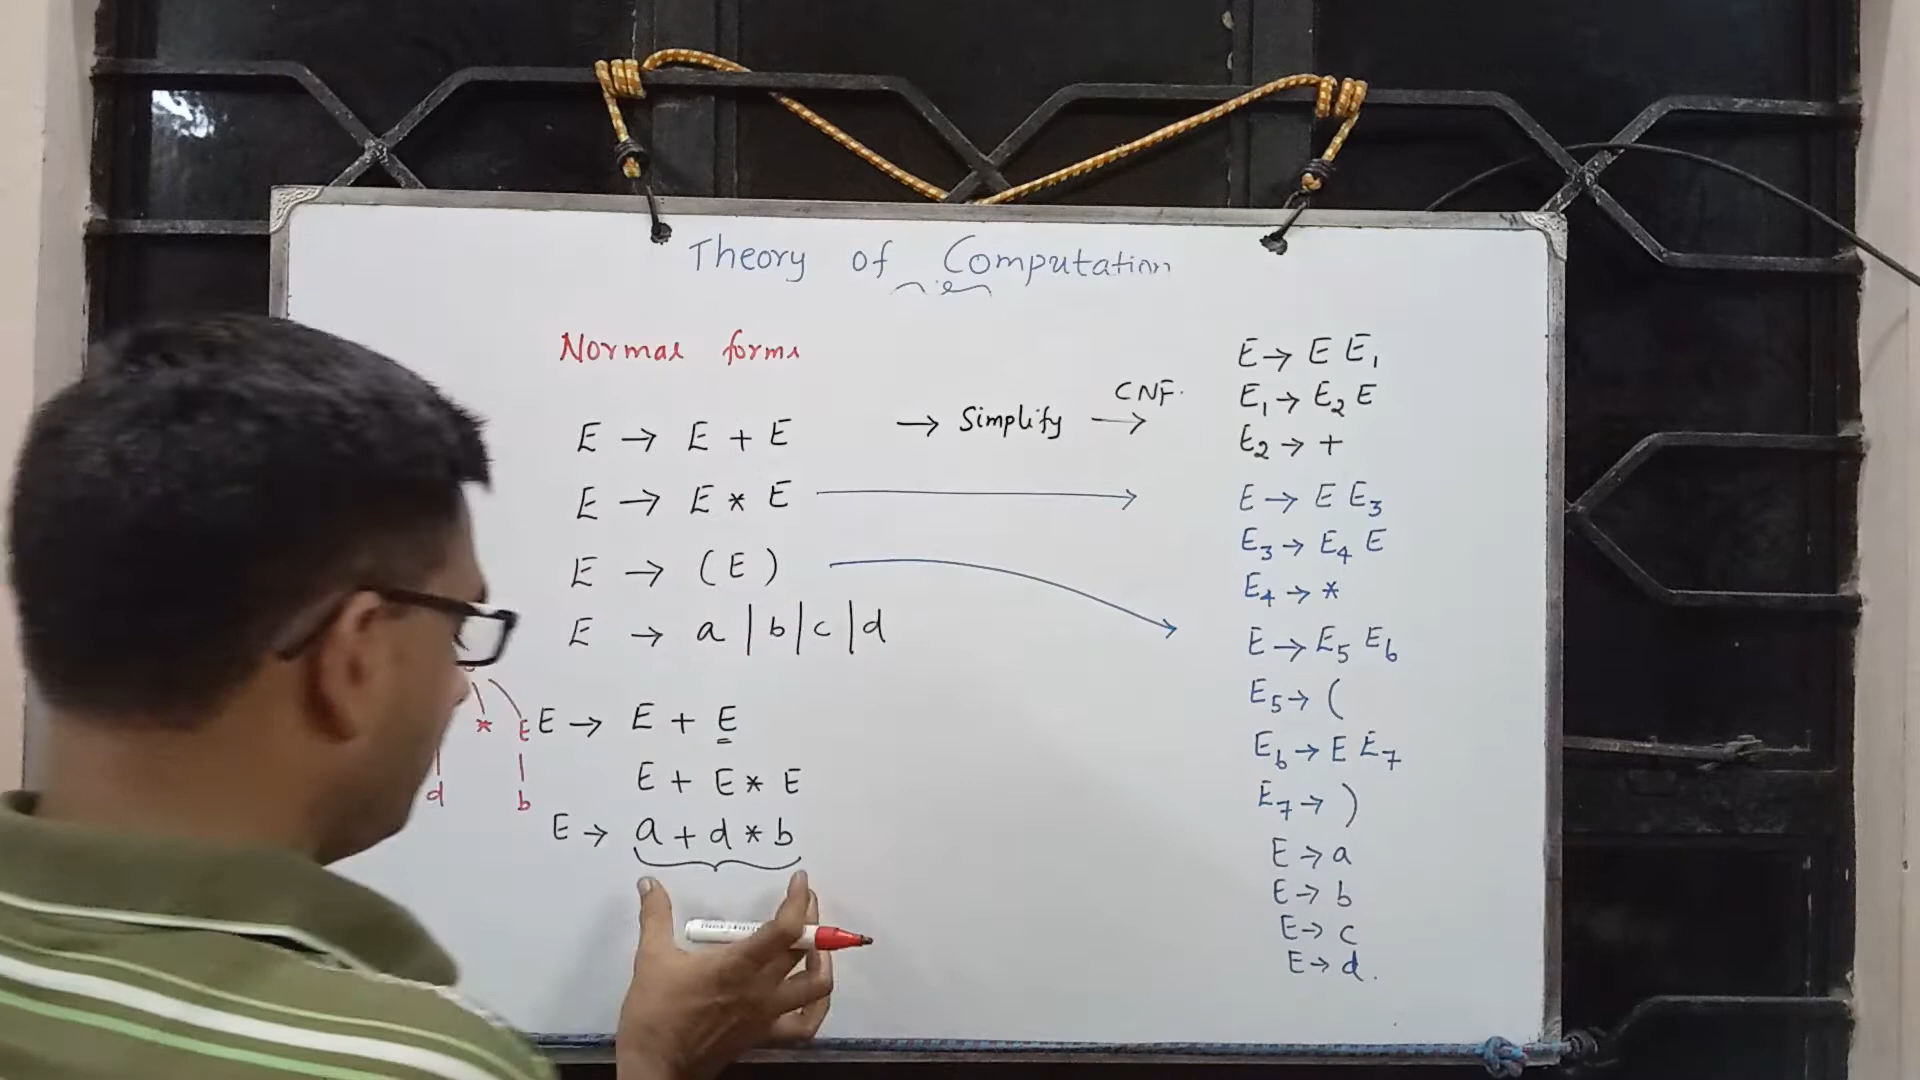 Theory of Computation
Normal forms
E → E + E
→ Simplify → CNF.
E → E * E
E → ( E )
E → a | b | c | d
* E
d b
E → E + E
E + E * E
E → a + d * b
E → E E₁
E₁ → E₂ E
E₂ → +
E → E E₃
E₃ → E₄ E
E₄ → *
E → E₅ E₆
E₅ → (
E₆ → E E₇
E₇ → )
E → a
E → b
E → c
E → d.